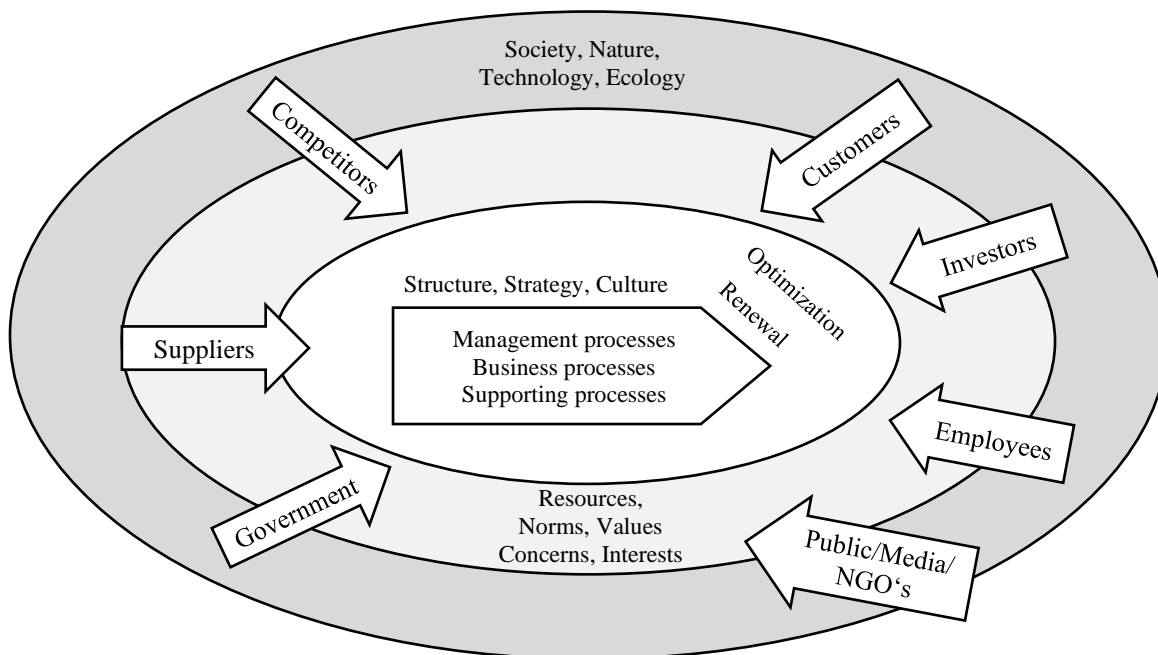 Society, Nature,
Technology, Ecology
Competitors
Customers
Investors
Optimization
Renewal
Structure, Strategy, Culture
Management processes
Business processes
Supporting processes
Suppliers
Employees
Government
Resources,
Norms, Values
Concerns, Interests
Public/Media/
NGO‘s